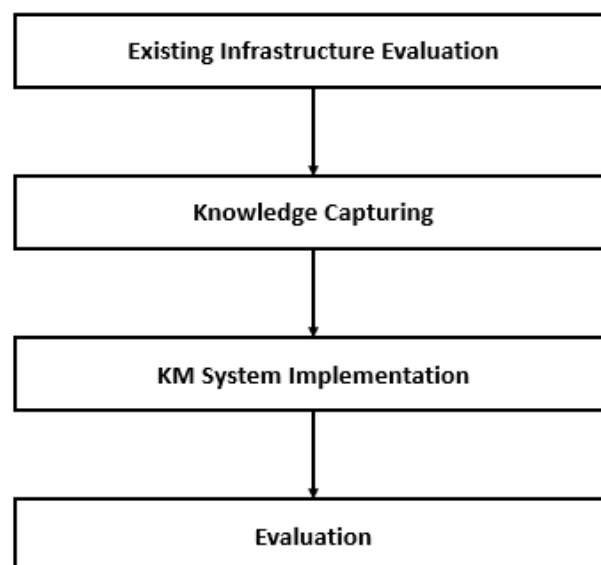 Existing Infrastructure Evaluation
Knowledge Capturing
KM System Implementation
Evaluation